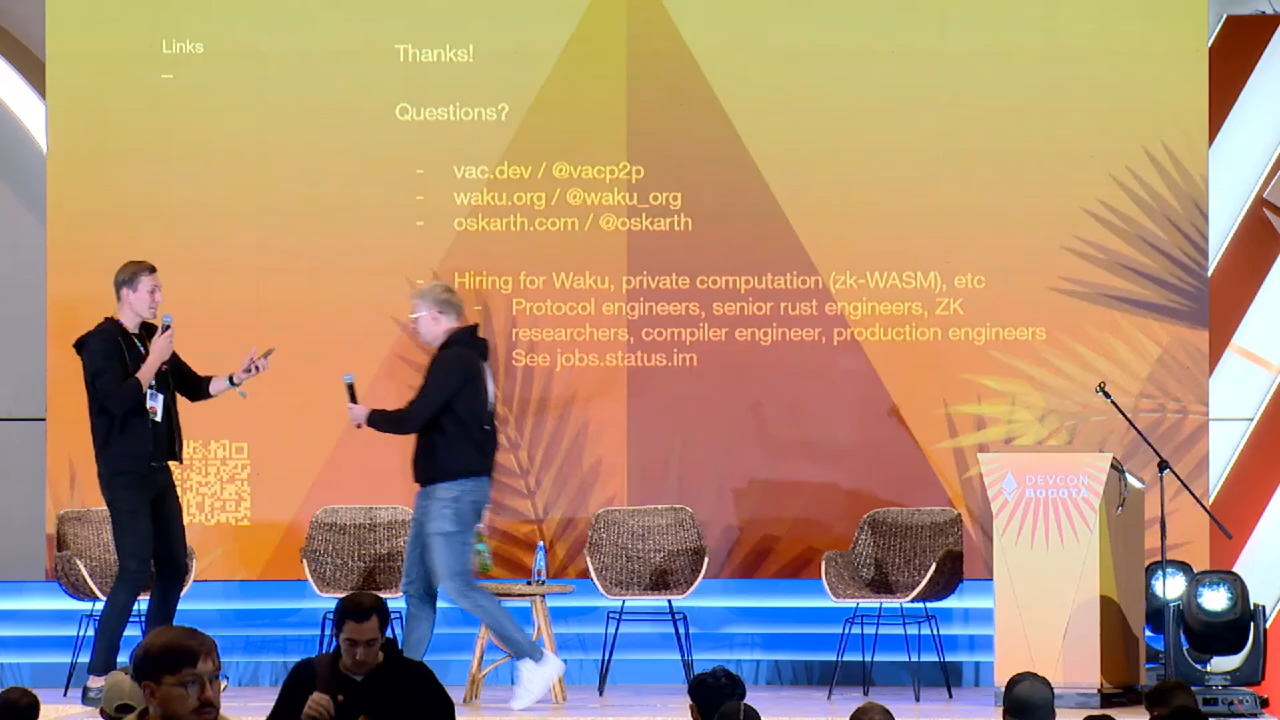 Links
–
Thanks!
Questions?
- vac.dev / @vacp2p
- waku.org / @waku_org
- oskarth.com / @oskarth
- Hiring for Waku, private computation (zk-WASM), etc
- Protocol engineers, senior rust engineers, ZK
researchers, compiler engineer, production engineers
See jobs.status.im
DEVCON
BOGOTA